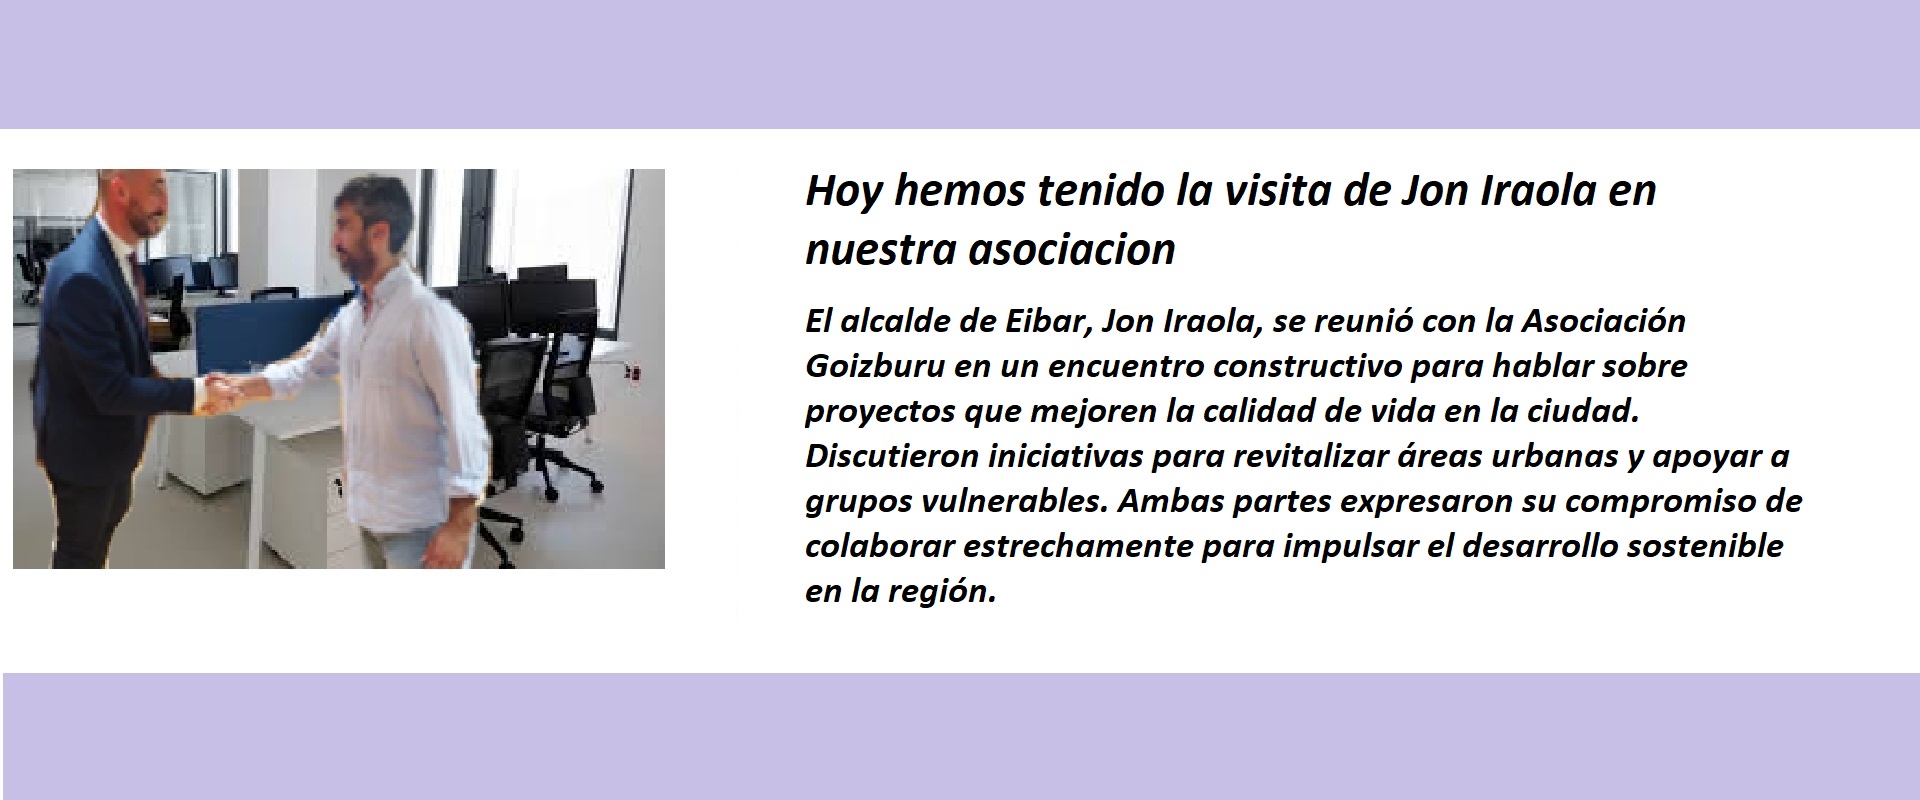 Hoy hemos tenido la visita de Jon Iraola en
nuestra asociacion
El alcalde de Eibar, Jon Iraola, se reunió con la Asociación
Goizburu en un encuentro constructivo para hablar sobre
proyectos que mejoren la calidad de vida en la ciudad.
Discutieron iniciativas para revitalizar áreas urbanas y apoyar a
grupos vulnerables. Ambas partes expresaron su compromiso de
colaborar estrechamente para impulsar el desarrollo sostenible
en la región.